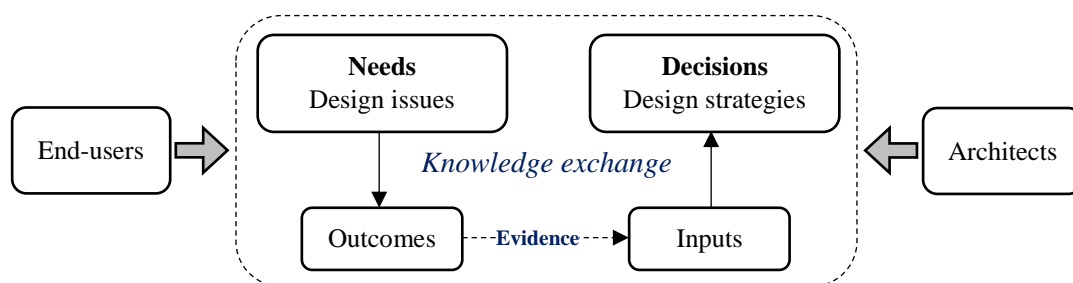 Needs
Design issues
Decisions
Design strategies
End-users
Knowledge exchange
Architects
Outcomes
Evidence
Inputs